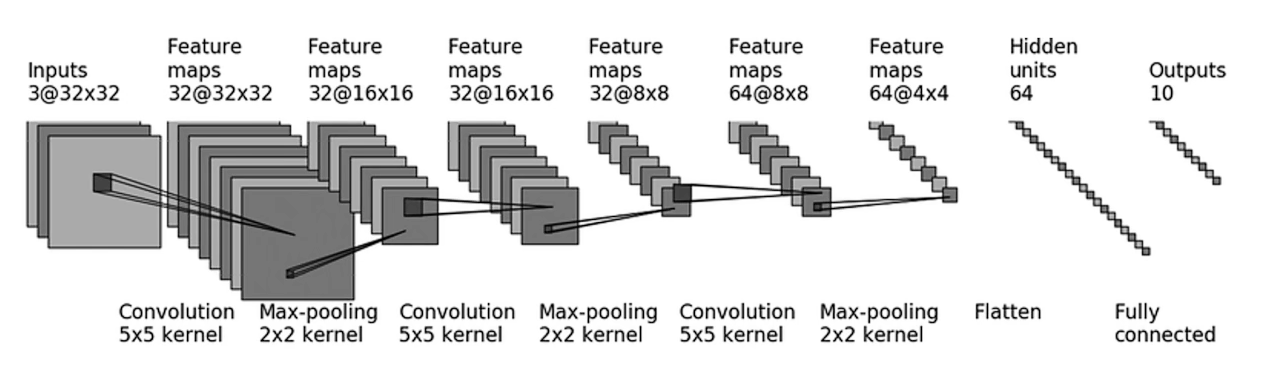 Inputs
3@32x32
Feature
maps
32@32x32
Feature
maps
32@16x16
Feature
maps
32@16x16
Feature
maps
32@8x8
Feature
maps
64@8x8
Feature
maps
64@4x4
Hidden
units
64
Outputs
10
Convolution
5x5 kernel
Max-pooling
2x2 kernel
Convolution
5x5 kernel
Max-pooling
2x2 kernel
Convolution
5x5 kernel
Max-pooling
2x2 kernel
Flatten
Fully
connected